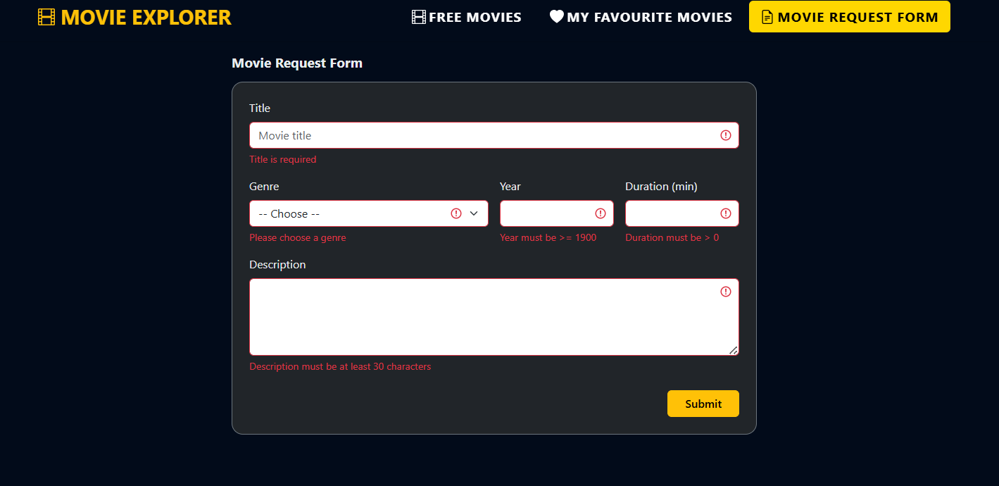 MOVIE EXPLORER FREE MOVIES MY FAVOURITE MOVIES MOVIE REQUEST FORM
Movie Request Form
Title
Movie title
Title is required
Genre Year Duration (min)
-- Choose --
Please choose a genre Year must be >= 1900 Duration must be > 0
Description
Description must be at least 30 characters
Submit